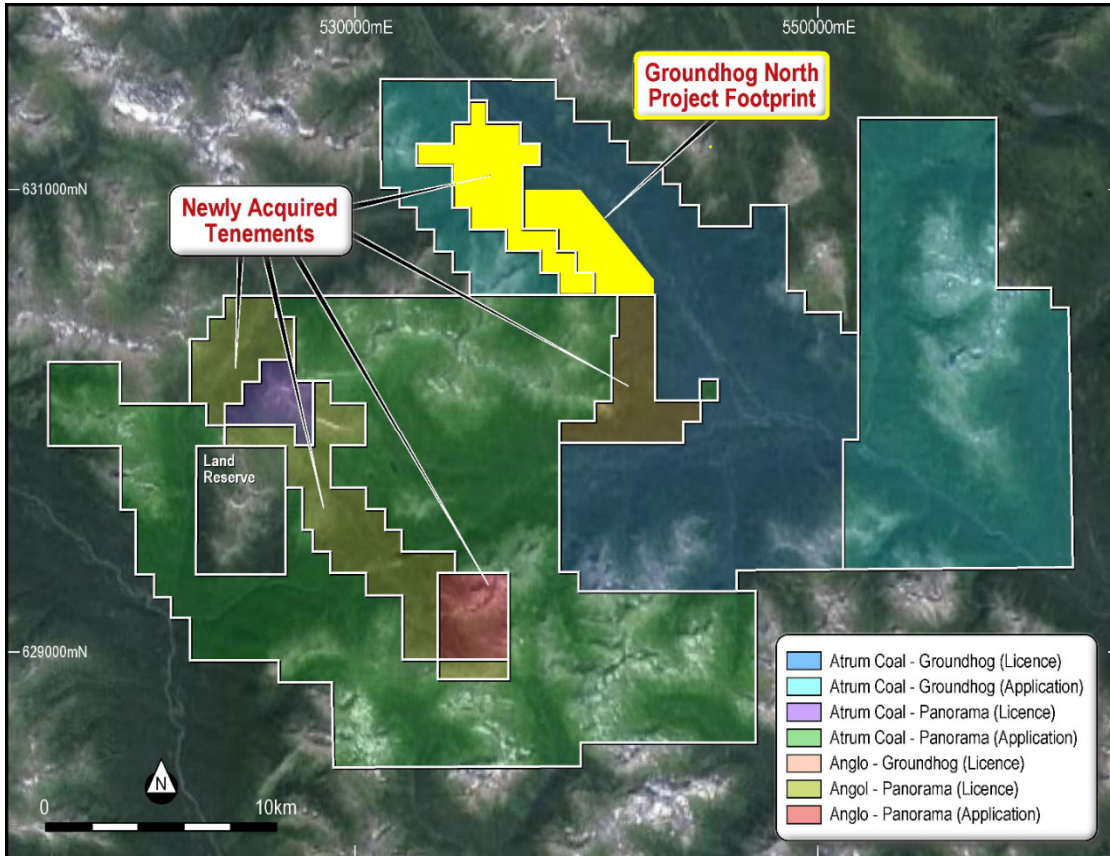 530000mE
550000mE
Groundhog North
Project Footprint
631000mN
Newly Acquired
Tenements
Land
Reserve
629000mN
N
0
10km
Atrum Coal - Groundhog (Licence)
Atrum Coal - Groundhog (Application)
Atrum Coal - Panorama (Licence)
Atrum Coal - Panorama (Application)
Anglo - Groundhog (Licence)
Angol - Panorama (Licence)
Anglo - Panorama (Application)